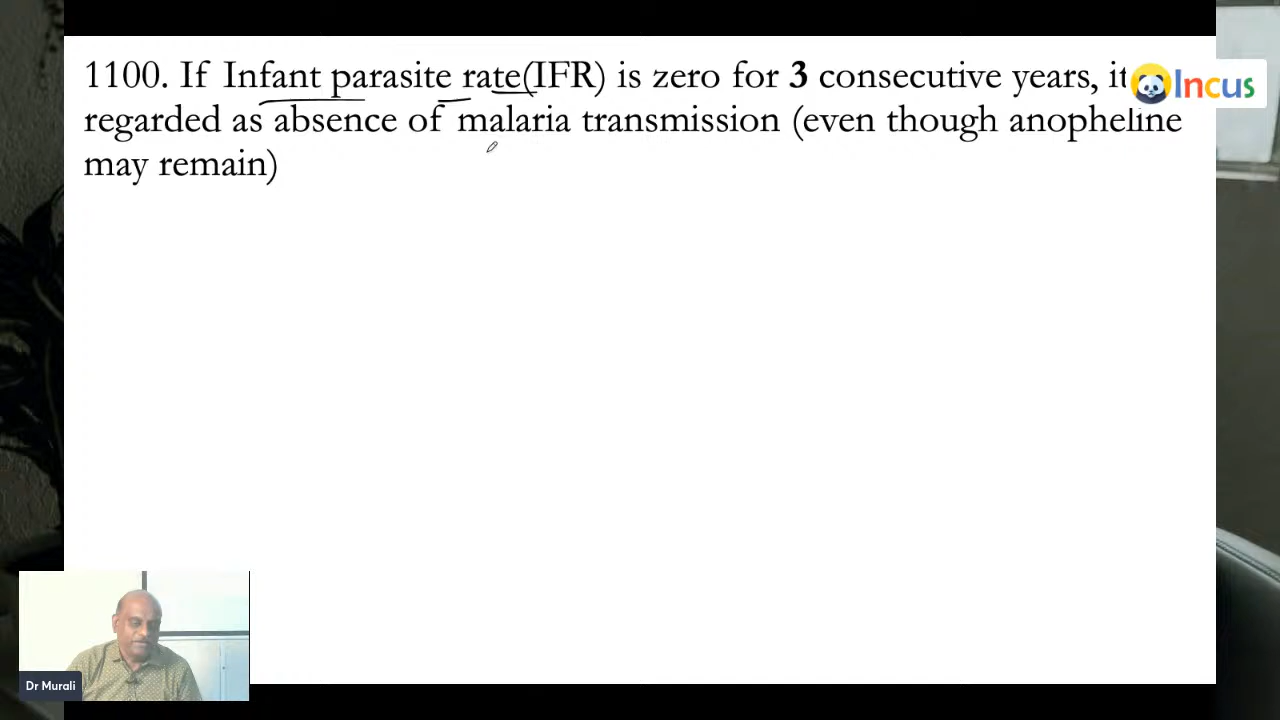 1100. If Infant parasite rate(IFR) is zero for 3 consecutive years, it
Incus
regarded as absence of malaria transmission (even though anopheline
may remain)
Dr Murali